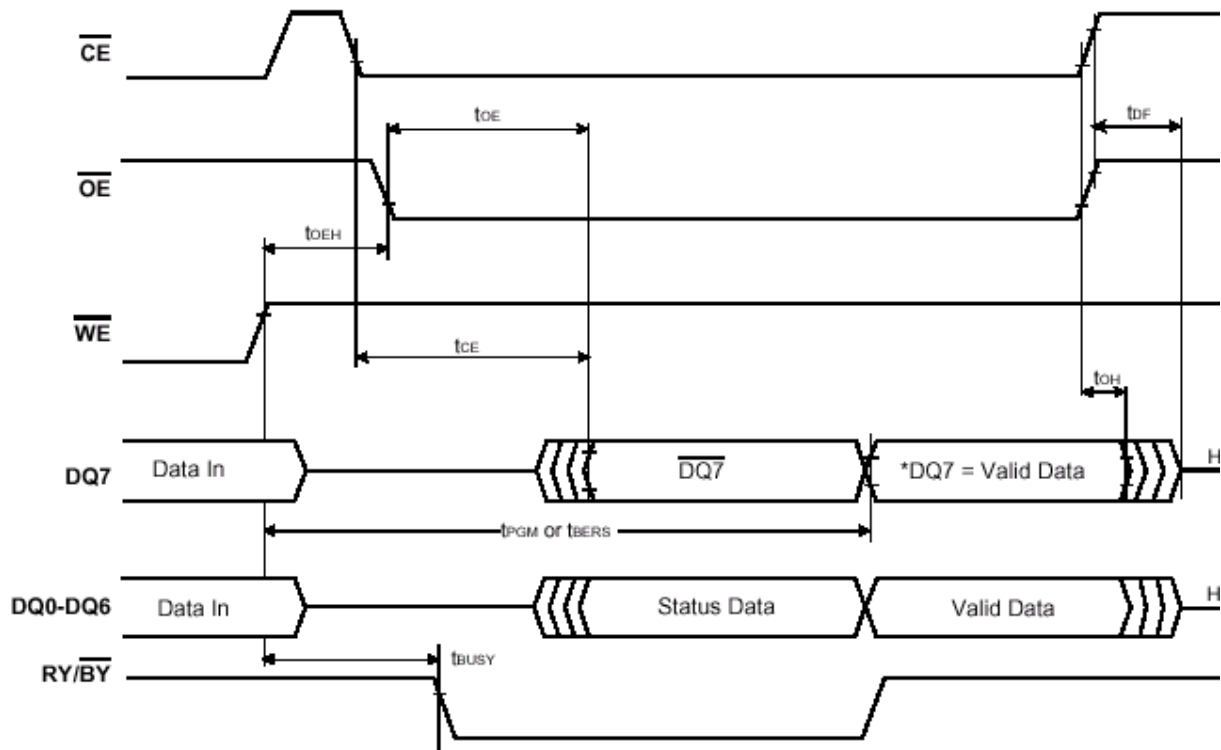 CE
tOE
tDF
OE
tOEH
WE
tCE
tOH
DQ7 Data In DQ7 *DQ7 = Valid Data H
tPGM or tBERS
DQ0-DQ6 Data In Status Data Valid Data H
tBUSY
RY/BY